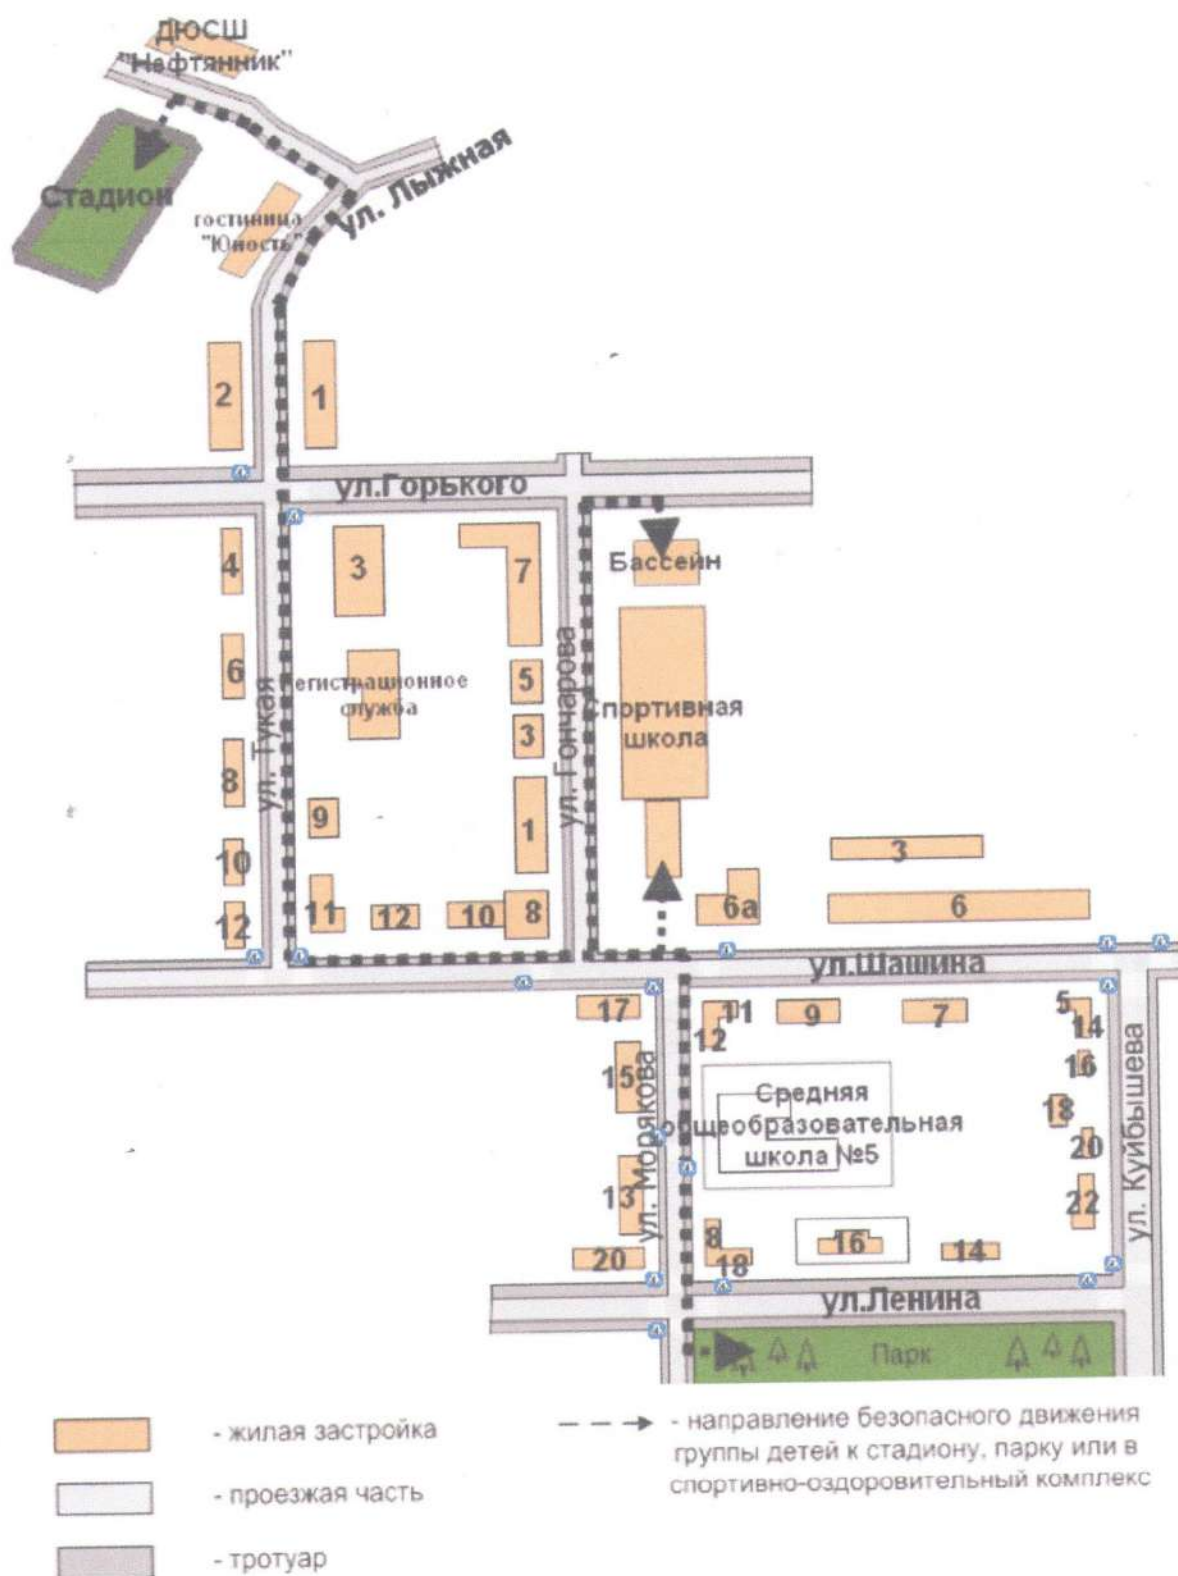 ДЮСШ
"Нефтянник"
Стадион
гостиница
"Юность"
ул. Лыжная
2
1
ул.Горького
4
3
7
Бассейн
6
5
регистрационное
служба
ул. Тукая
ул. Гончарова
3
Спортивная
школа
8
9
1
10
3
12
11
12
10
8
6а
6
ул.Шашина
17
11
12
9
7
5
14
15
16
Средняя
общеобразовательная
школа №5
18
20
ул. Морякова
ул. Куйбышева
13
22
20
8
18
16
14
ул.Ленина
Парк
- жилая застройка
- проезжая часть
- тротуар
- направление безопасного движения
группы детей к стадиону, парку или в
спортивно-оздоровительный комплекс